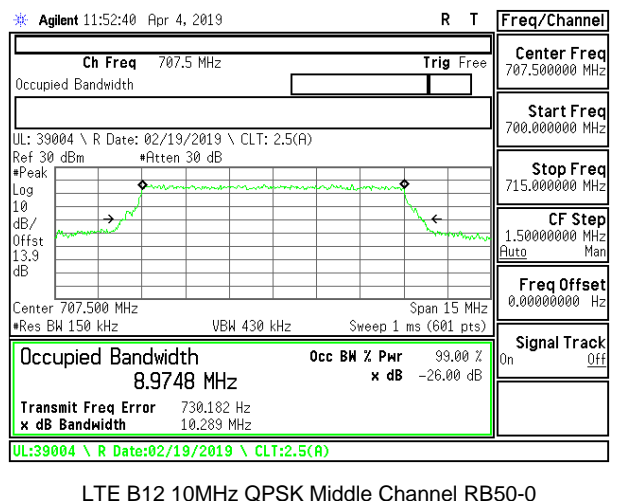 Agilent 11:52:40 Apr 4, 2019 R T
Freq/Channel
Ch Freq 707.5 MHz Trig Free
Occupied Bandwidth
Center Freq
707.500000 MHz
Start Freq
700.000000 MHz
Stop Freq
715.000000 MHz
CF Step
1.50000000 MHz
Auto Man
Freq Offset
0.00000000 Hz
Signal Track
On Off
UL: 39004 \ R Date: 02/19/2019 \ CLT: 2.5(A)
Ref 30 dBm #Atten 30 dB
#Peak
Log
10
dB/
Offst
13.9
dB
Center 707.500 MHz Span 15 MHz
#Res BW 150 kHz VBW 430 kHz Sweep 1 ms (601 pts)
Occupied Bandwidth Occ BW % Pwr 99.00 %
8.9748 MHz x dB -26.00 dB
Transmit Freq Error 730.182 Hz
x dB Bandwidth 10.289 MHz
UL:39004 \ R Date:02/19/2019 \ CLT:2.5(A)
LTE B12 10MHz QPSK Middle Channel RB50-0